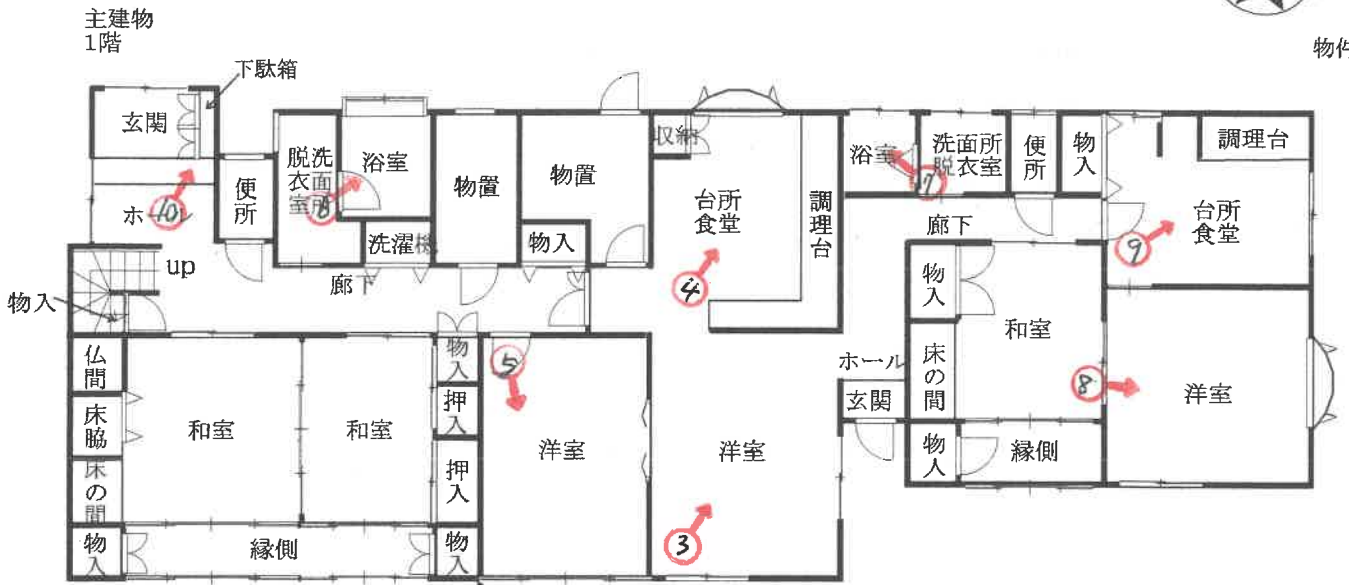 主建物
1階
物件
下駄箱
玄関
ホ
10
便所
脱衣室
洗面所
6
浴室
洗濯機
物置
物置
物入
収納
台所
食堂
調理台
4
浴室
7
洗面所
脱衣室
便所
物入
調理台
台所
食堂
9
廊下
up
物入
廊下
物入
和室
床の間
ホール
玄関
物入
縁側
8
洋室
仏間
床脇
床の間
物入
和室
和室
物入
押入
押入
物入
縁側
5
洋室
洋室
3